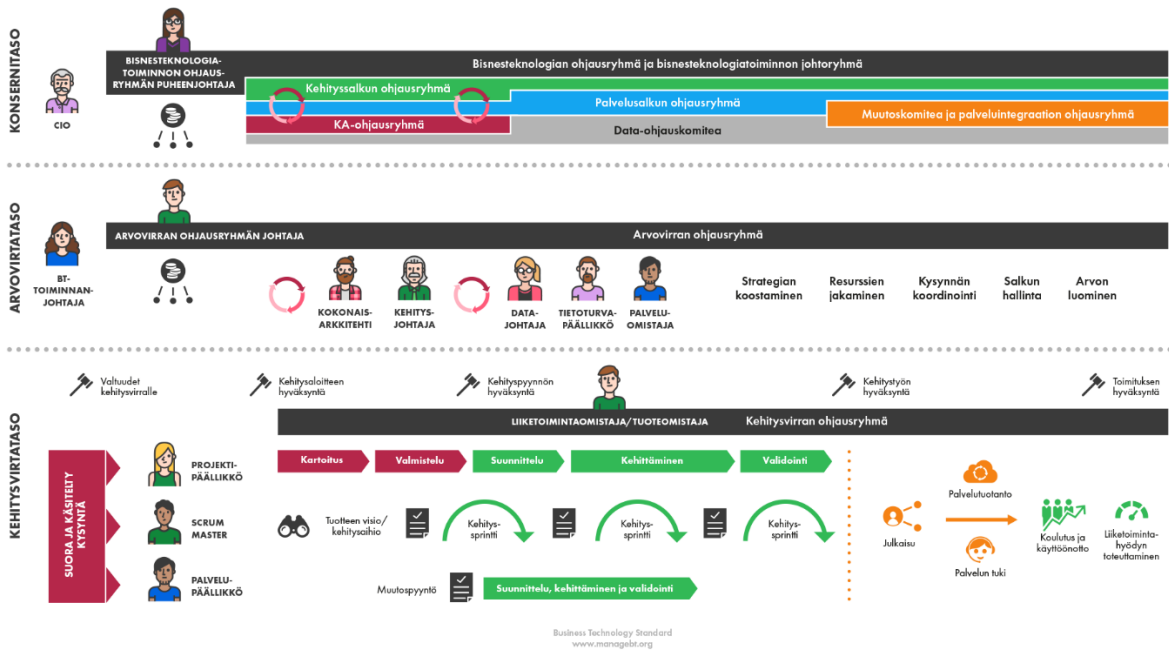 KONSERNITASO
CIO
BISNESTEKNOLOGIA-
TOIMINNON OHJAUS-
RYHMÄN PUHEENJOHTAJA
Bisnesteknologian ohjausryhmä ja bisnesteknologiatoiminnon johtoryhmä
Kehityssalkun ohjausryhmä
Palvelusalkun ohjausryhmä
KA-ohjausryhmä
Data-ohjauskomitea
Muutoskomitea ja palveluintegraation ohjausryhmä
ARVOVIRTATASO
BT-
TOIMINNAN-
JOHTAJA
ARVOVIRRAN OHJAUSRYHMÄN JOHTAJA
Arvovirran ohjausryhmä
KOKONAIS-
ARKKITEHTI
KEHITYS-
JOHTAJA
DATA-
JOHTAJA
TIETOTURVA-
PÄÄLLIKKÖ
PALVELU-
OMISTAJA
Strategian
koostaminen
Resurssien
jakaminen
Kysynnän
koordinointi
Salkun
hallinta
Arvon
luominen
KEHITYSVIRTATASO
Valtuudet
kehitysvirralle
Kehitysaloitteen
hyväksyntä
Kehityspyynnön
hyväksyntä
Kehitystyön
hyväksyntä
Toimituksen
hyväksyntä
LIIKETOIMINTAOMISTAJA/TUOTEOMISTAJA
Kehitysvirran ohjausryhmä
SUORA JA KÄSITELTY
KYSYNTÄ
PROJEKTI-
PÄÄLLIKKÖ
SCRUM
MASTER
PALVELU-
PÄÄLLIKKÖ
Kartoitus
Valmistelu
Suunnittelu
Kehittäminen
Validointi
Tuotteen visio/
kehitysaihio
Kehitys-
sprintti
Kehitys-
sprintti
Kehitys-
sprintti
Muutospyyntö
Suunnittelu, kehittäminen ja validointi
Julkaisu
Palvelutuotanto
Palvelun tuki
Koulutus ja
käyttöönotto
Liiketoiminta-
hyödyn
toteuttaminen
Business Technology Standard
www.managebt.org